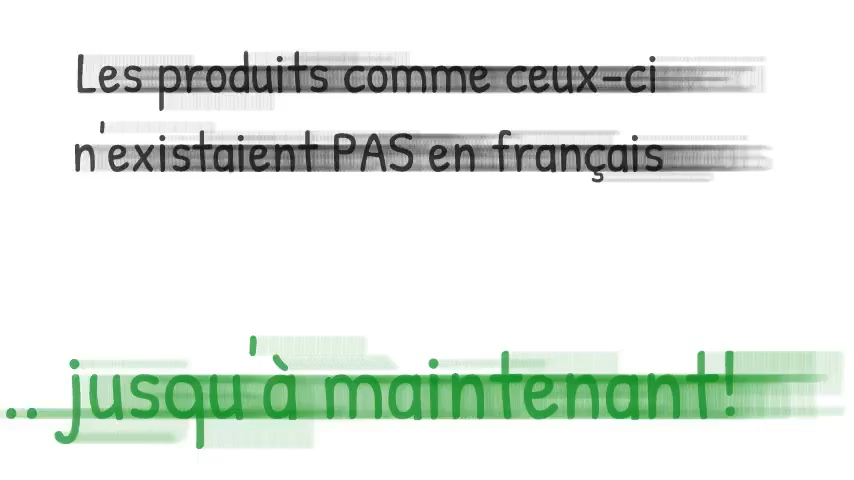 Les produits comme ceux-ci
n'existaient PAS en français
.. jusqu'à maintenant!